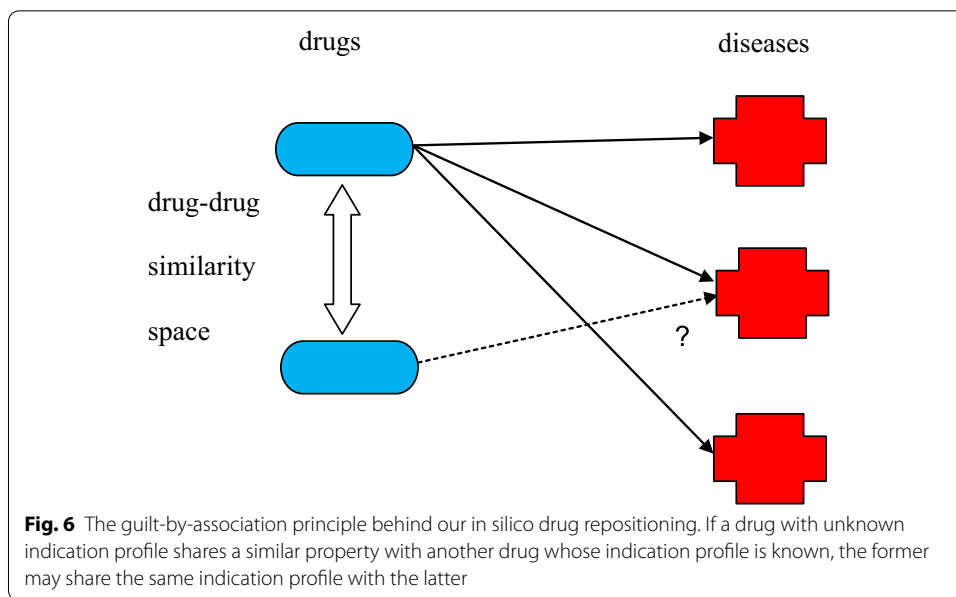 drugs
diseases
drug-drug
similarity
space
?
Fig. 6 The guilt-by-association principle behind our in silico drug repositioning. If a drug with unknown
indication profile shares a similar property with another drug whose indication profile is known, the former
may share the same indication profile with the latter